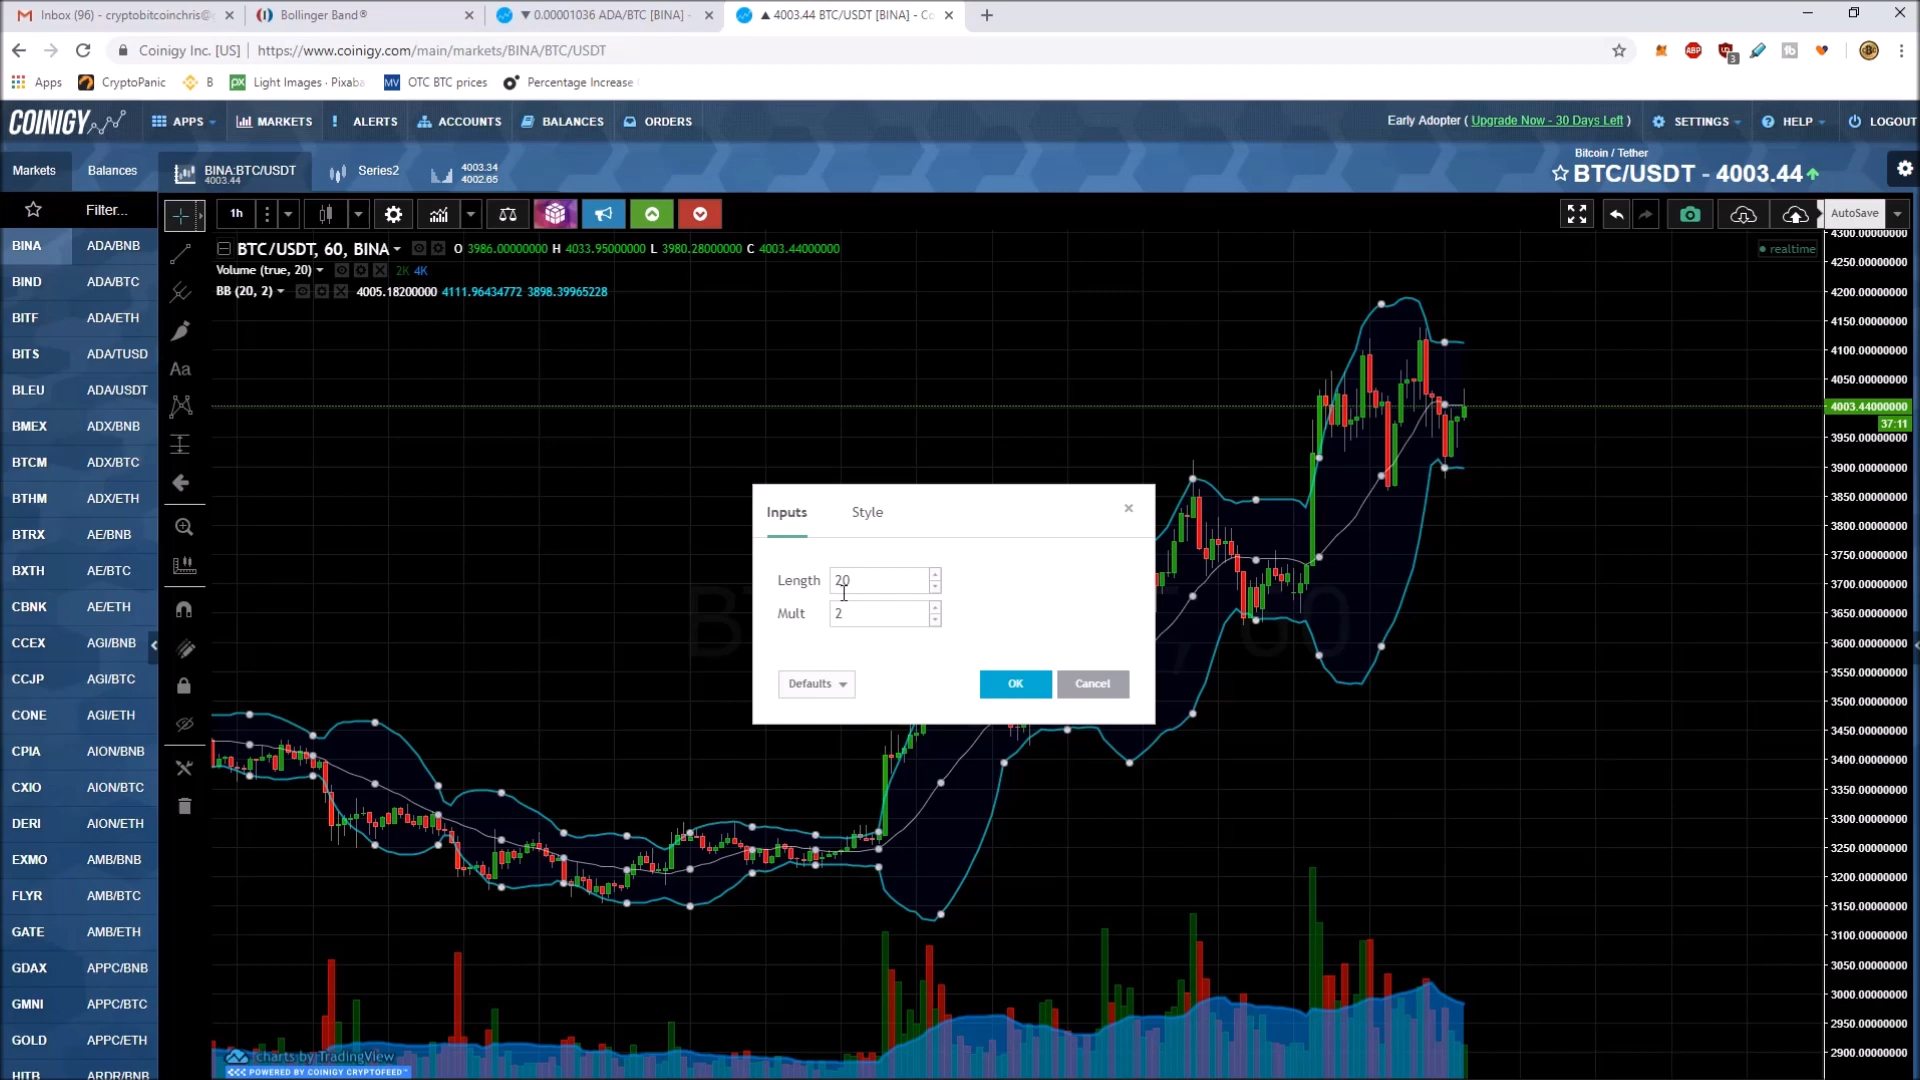 Inbox (96) - cryptobitcoinchris@
Bollinger Band®
▼ 0.00001036 ADA/BTC [BINA] -
▲ 4003.44 BTC/USDT [BINA] - Co
Coinigy Inc. [US]
https://www.coinigy.com/main/markets/BINA/BTC/USDT
ABP
3
Apps
CryptoPanic
B
px
Light Images - Pixaba
MV
OTC BTC prices
Percentage Increase
COINIGY
APPS
MARKETS
ALERTS
ACCOUNTS
BALANCES
ORDERS
Early Adopter ( Upgrade Now - 30 Days Left )
SETTINGS
HELP
LOGOUT
Markets
Balances
BINA:BTC/USDT
4003.44
Series2
4003.34
4002.65
Bitcoin / Tether
BTC/USDT - 4003.44
Filter...
1h
AutoSave
BTC/USDT, 60, BINA
O 3986.00000000 H 4033.95000000 L 3980.28000000 C 4003.44000000
realtime
Volume (true, 20)
2K 4K
BB (20, 2)
4005.18200000 4111.96434772 3898.39965228
BINA ADA/BNB
BIND ADA/BTC
BITF ADA/ETH
BITS ADA/TUSD
BLEU ADA/USDT
BMEX ADX/BNB
BTCM ADX/BTC
BTHM ADX/ETH
BTRX AE/BNB
BXTH AE/BTC
CBNK AE/ETH
CCEX AGI/BNB
CCJP AGI/BTC
CONE AGI/ETH
CPIA AION/BNB
CXIO AION/BTC
DERI AION/ETH
EXMO AMB/BNB
FLYR AMB/BTC
GATE AMB/ETH
GDAX APPC/BNB
GMNI APPC/BTC
GOLD APPC/ETH
HITB ARDR/BNB
Aa
Inputs
Style
Length
20
Mult
2
Defaults
OK
Cancel
4300.00000000
4250.00000000
4200.00000000
4150.00000000
4100.00000000
4050.00000000
4003.44000000
37:11
3950.00000000
3900.00000000
3850.00000000
3800.00000000
3750.00000000
3700.00000000
3650.00000000
3600.00000000
3550.00000000
3500.00000000
3450.00000000
3400.00000000
3350.00000000
3300.00000000
3250.00000000
3200.00000000
3150.00000000
3100.00000000
3050.00000000
3000.00000000
2950.00000000
2900.00000000
charts by TradingView
POWERED BY COINIGY CRYPTOFEED™